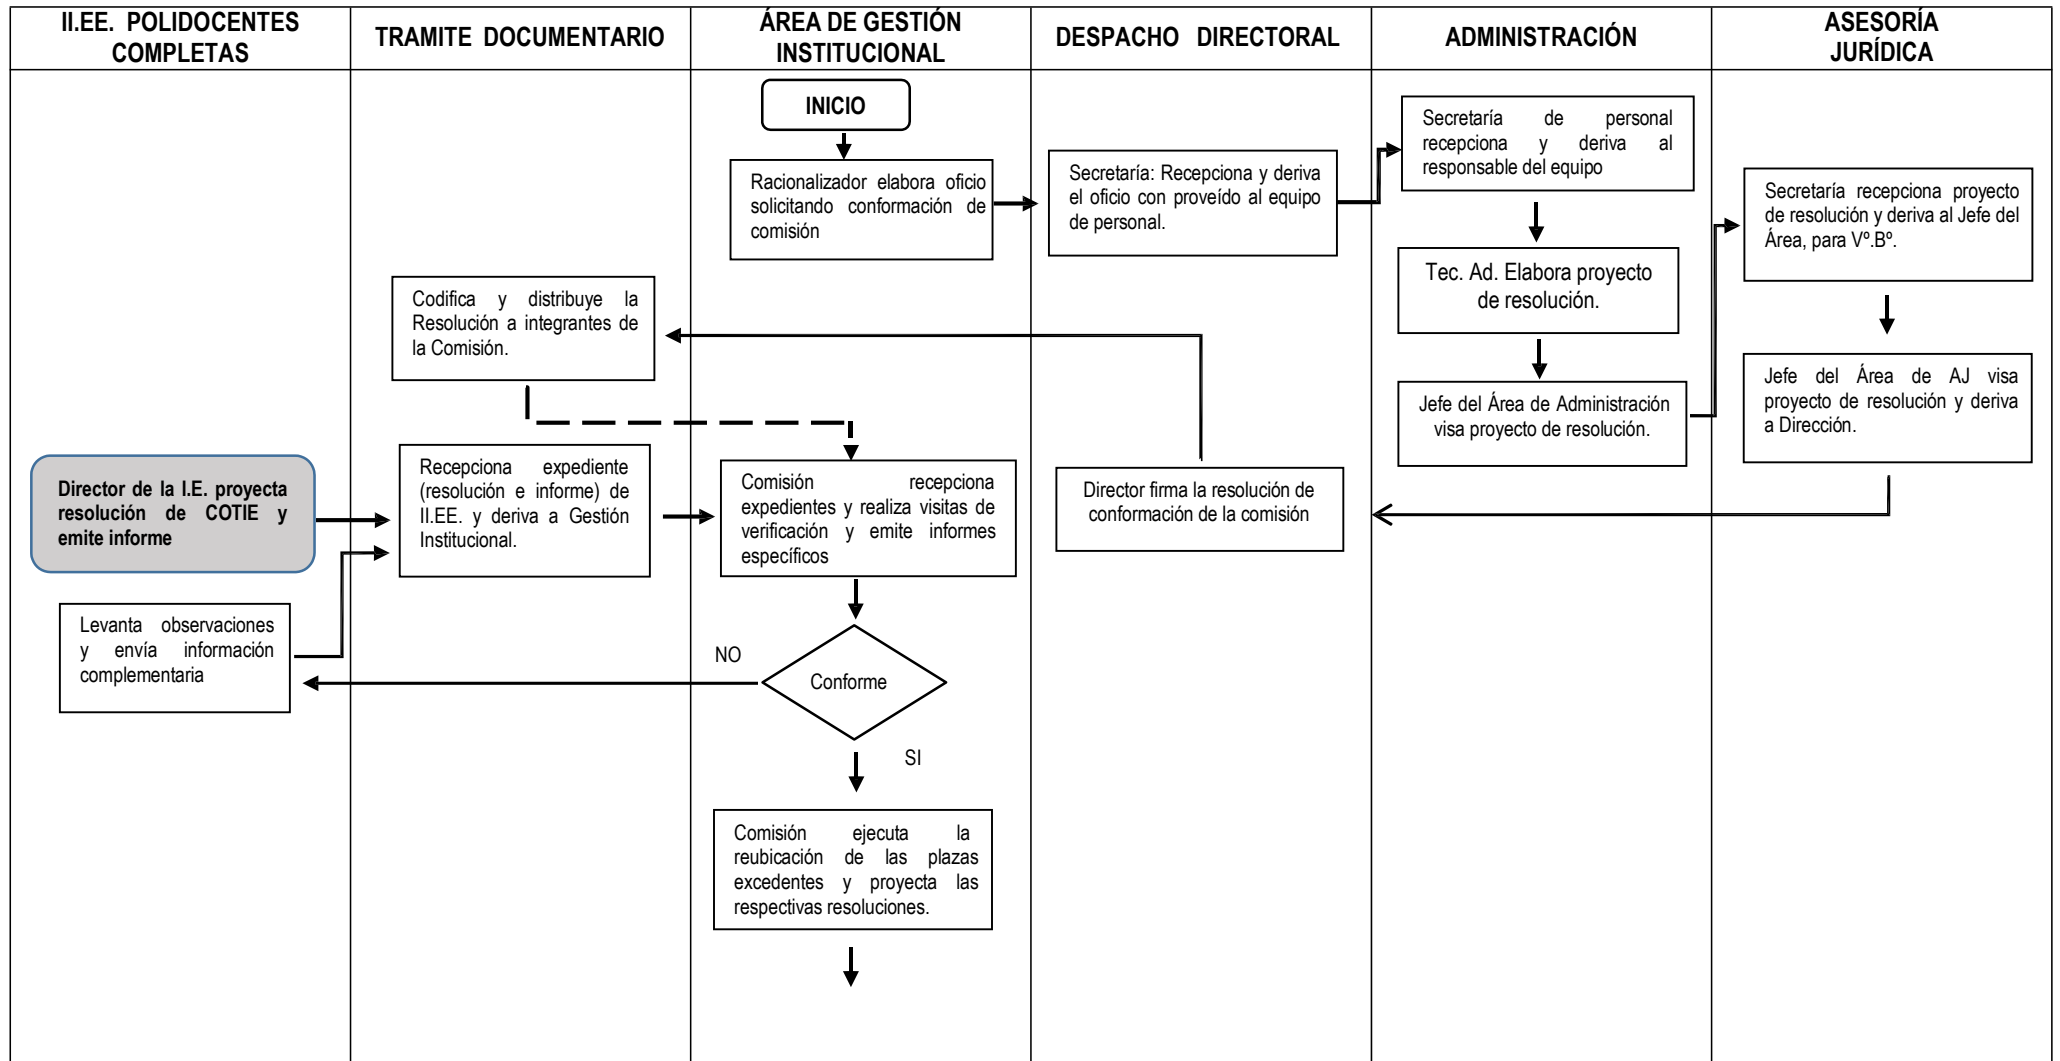 II.EE. POLIDOCENTES
COMPLETAS
TRAMITE DOCUMENTARIO
ÁREA DE GESTIÓN
INSTITUCIONAL
DESPACHO DIRECTORAL
ADMINISTRACIÓN
ASESORÍA
JURÍDICA
INICIO
Racionalizador elabora oficio
solicitando conformación de
comisión
Secretaría: Recepciona y deriva
el oficio con proveído al equipo
de personal.
Secretaría de personal
recepciona y deriva al
responsable del equipo
Tec. Ad. Elabora proyecto
de resolución.
Jefe del Área de Administración
visa proyecto de resolución.
Secretaría recepciona proyecto
de resolución y deriva al Jefe del
Área, para Vº.Bº.
Jefe del Área de AJ visa
proyecto de resolución y deriva
a Dirección.
Director firma la resolución de
conformación de la comisión
Codifica y distribuye la
Resolución a integrantes de
la Comisión.
Director de la I.E. proyecta
resolución de COTIE y
emite informe
Recepciona expediente
(resolución e informe) de
II.EE. y deriva a Gestión
Institucional.
Comisión recepciona
expedientes y realiza visitas de
verificación y emite informes
específicos
Levanta observaciones
y envía información
complementaria
NO
Conforme
SI
Comisión ejecuta la
reubicación de las plazas
excedentes y proyecta las
respectivas resoluciones.